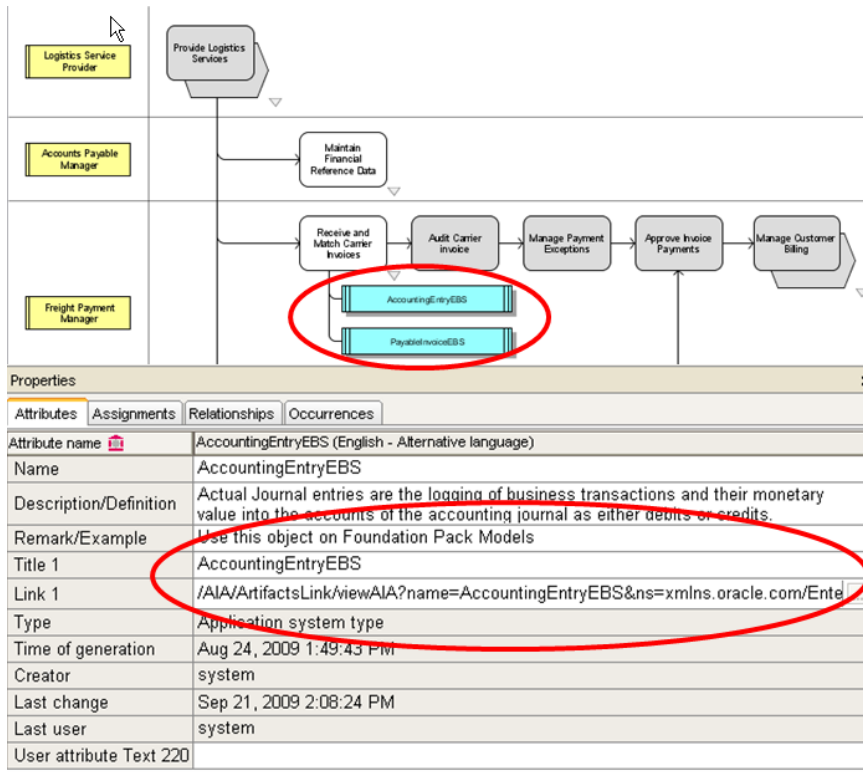 Logistics Service
Provider
Provide Logistics
Services
Accounts Payable
Manager
Maintain
Financial
Reference Data
Freight Payment
Manager
Receive and
Match Carrier
Invoices
Audit Carrier
invoice
Manage Payment
Exceptions
Approve Invoice
Payments
Manage Customer
Billing
AccountingEntryEBS
PayableInvoiceEBS
Properties
Attributes Assignments Relationships Occurrences
Attribute name AccountingEntryEBS (English - Alternative language)
Name AccountingEntryEBS
Description/Definition Actual Journal entries are the logging of business transactions and their monetary
value into the accounts of the accounting journal as either debits or credits.
Remark/Example Use this object on Foundation Pack Models
Title 1 AccountingEntryEBS
Link 1 /AIA/ArtifactsLink/viewAIA?name=AccountingEntryEBS&ns=xmlns.oracle.com/Ente
Type Application system type
Time of generation Aug 24, 2009 1:49:43 PM
Creator system
Last change Sep 21, 2009 2:08:24 PM
Last user system
User attribute Text 220